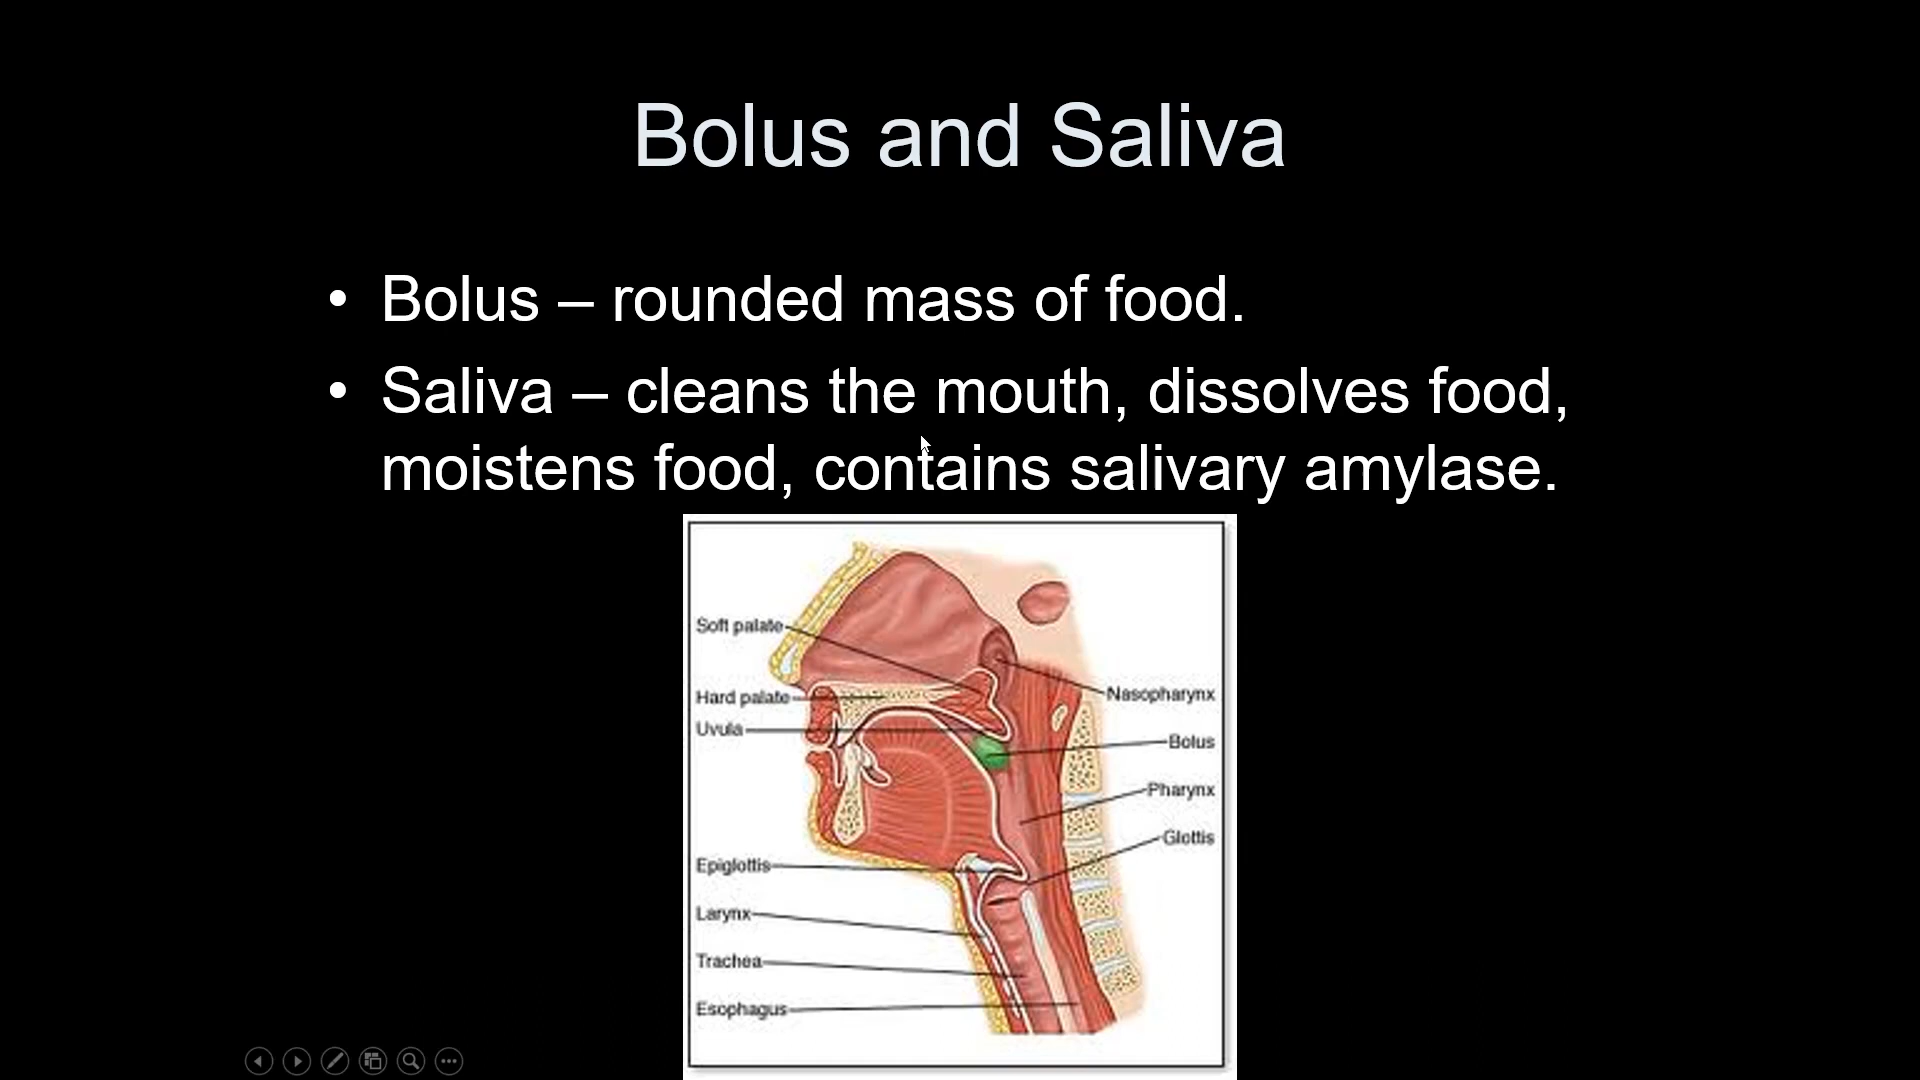 Bolus and Saliva
• Bolus – rounded mass of food.
• Saliva – cleans the mouth, dissolves food,
moistens food, contains salivary amylase.
Soft palate
Hard palate
Uvula
Epiglottis
Larynx
Trachea
Esophagus
Nasopharynx
Bolus
Pharynx
Glottis